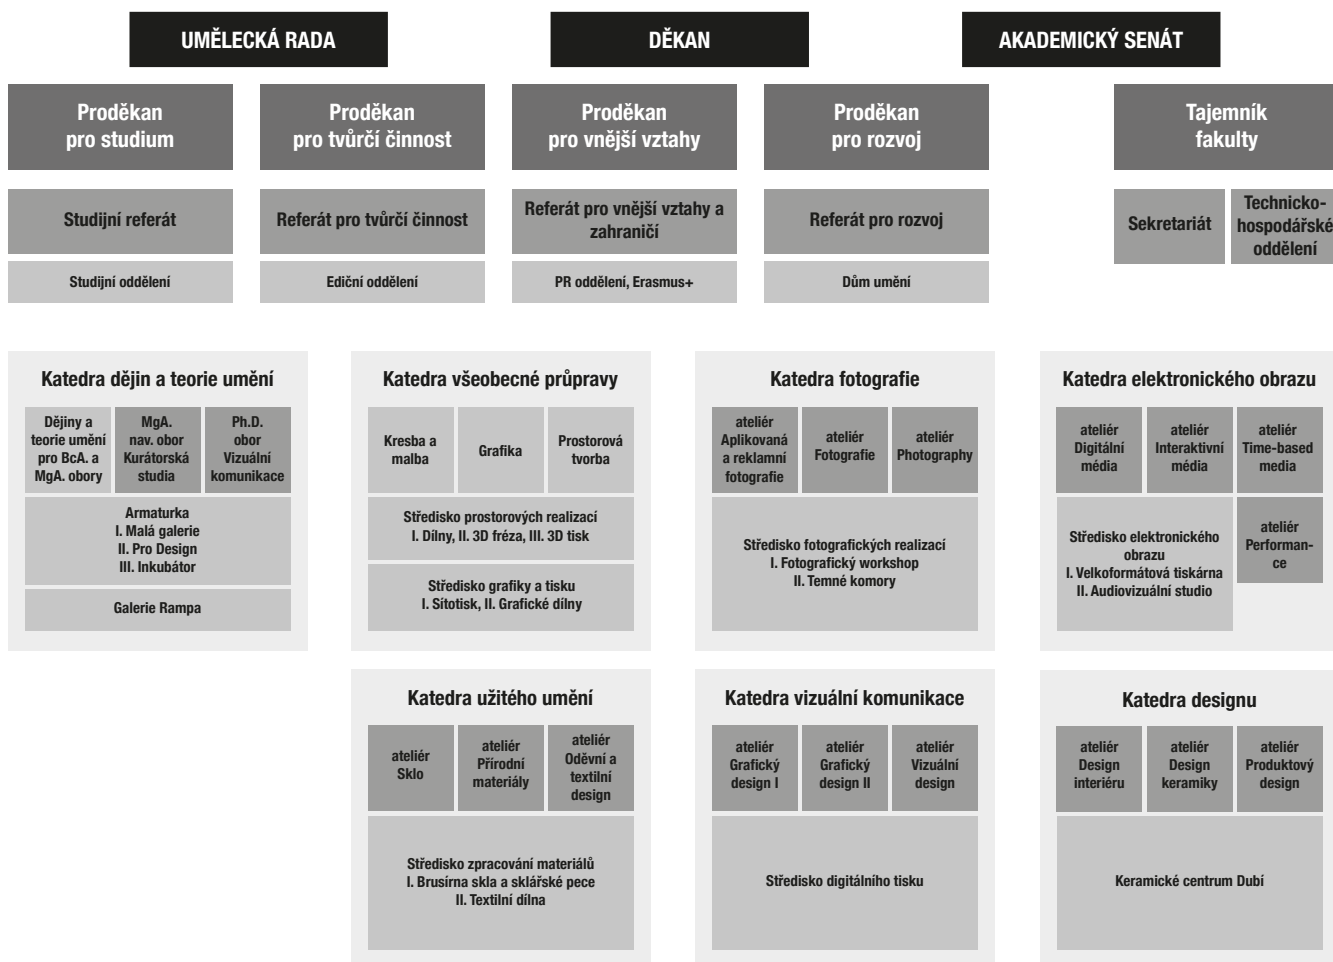 UMĚLECKÁ RADA
DĚKAN
AKADEMICKÝ SENÁT
Proděkan
pro studium
Proděkan
pro tvůrčí činnost
Proděkan
pro vnější vztahy
Proděkan
pro rozvoj
Tajemník
fakulty
Studijní referát
Referát pro tvůrčí činnost
Referát pro vnější vztahy a
zahraničí
Referát pro rozvoj
Sekretariát
Technicko-
hospodářské
oddělení
Studijní oddělení
Ediční oddělení
PR oddělení, Erasmus+
Dům umění
Katedra dějin a teorie umění
Dějiny a
teorie umění
pro BcA. a
MgA. obory
MgA.
nav. obor
Kurátorská
studia
Ph.D.
obor
Vizuální
komunikace
Armaturka
I. Malá galerie
II. Pro Design
III. Inkubátor
Galerie Rampa
Katedra všeobecné průpravy
Kresba a
malba
Grafika
Prostorová
tvorba
Středisko prostorových realizací
I. Dílny, II. 3D fréza, III. 3D tisk
Středisko grafiky a tisku
I. Sítotisk, II. Grafické dílny
Katedra fotografie
ateliér
Aplikovaná
a reklamní
fotografie
ateliér
Fotografie
ateliér
Photography
Středisko fotografických realizací
I. Fotografický workshop
II. Temné komory
Katedra elektronického obrazu
ateliér
Digitální
média
ateliér
Interaktivní
média
ateliér
Time-based
media
Středisko elektronického
obrazu
I. Velkoformátová tiskárna
II. Audiovizuální studio
ateliér
Performan-
ce
Katedra užitého umění
ateliér
Sklo
ateliér
Přírodní
materiály
ateliér
Oděvní a
textilní
design
Středisko zpracování materiálů
I. Brusírna skla a sklářské pece
II. Textilní dílna
Katedra vizuální komunikace
ateliér
Grafický
design I
ateliér
Grafický
design II
ateliér
Vizuální
design
Středisko digitálního tisku
Katedra designu
ateliér
Design
interiéru
ateliér
Design
keramiky
ateliér
Produktový
design
Keramické centrum Dubí